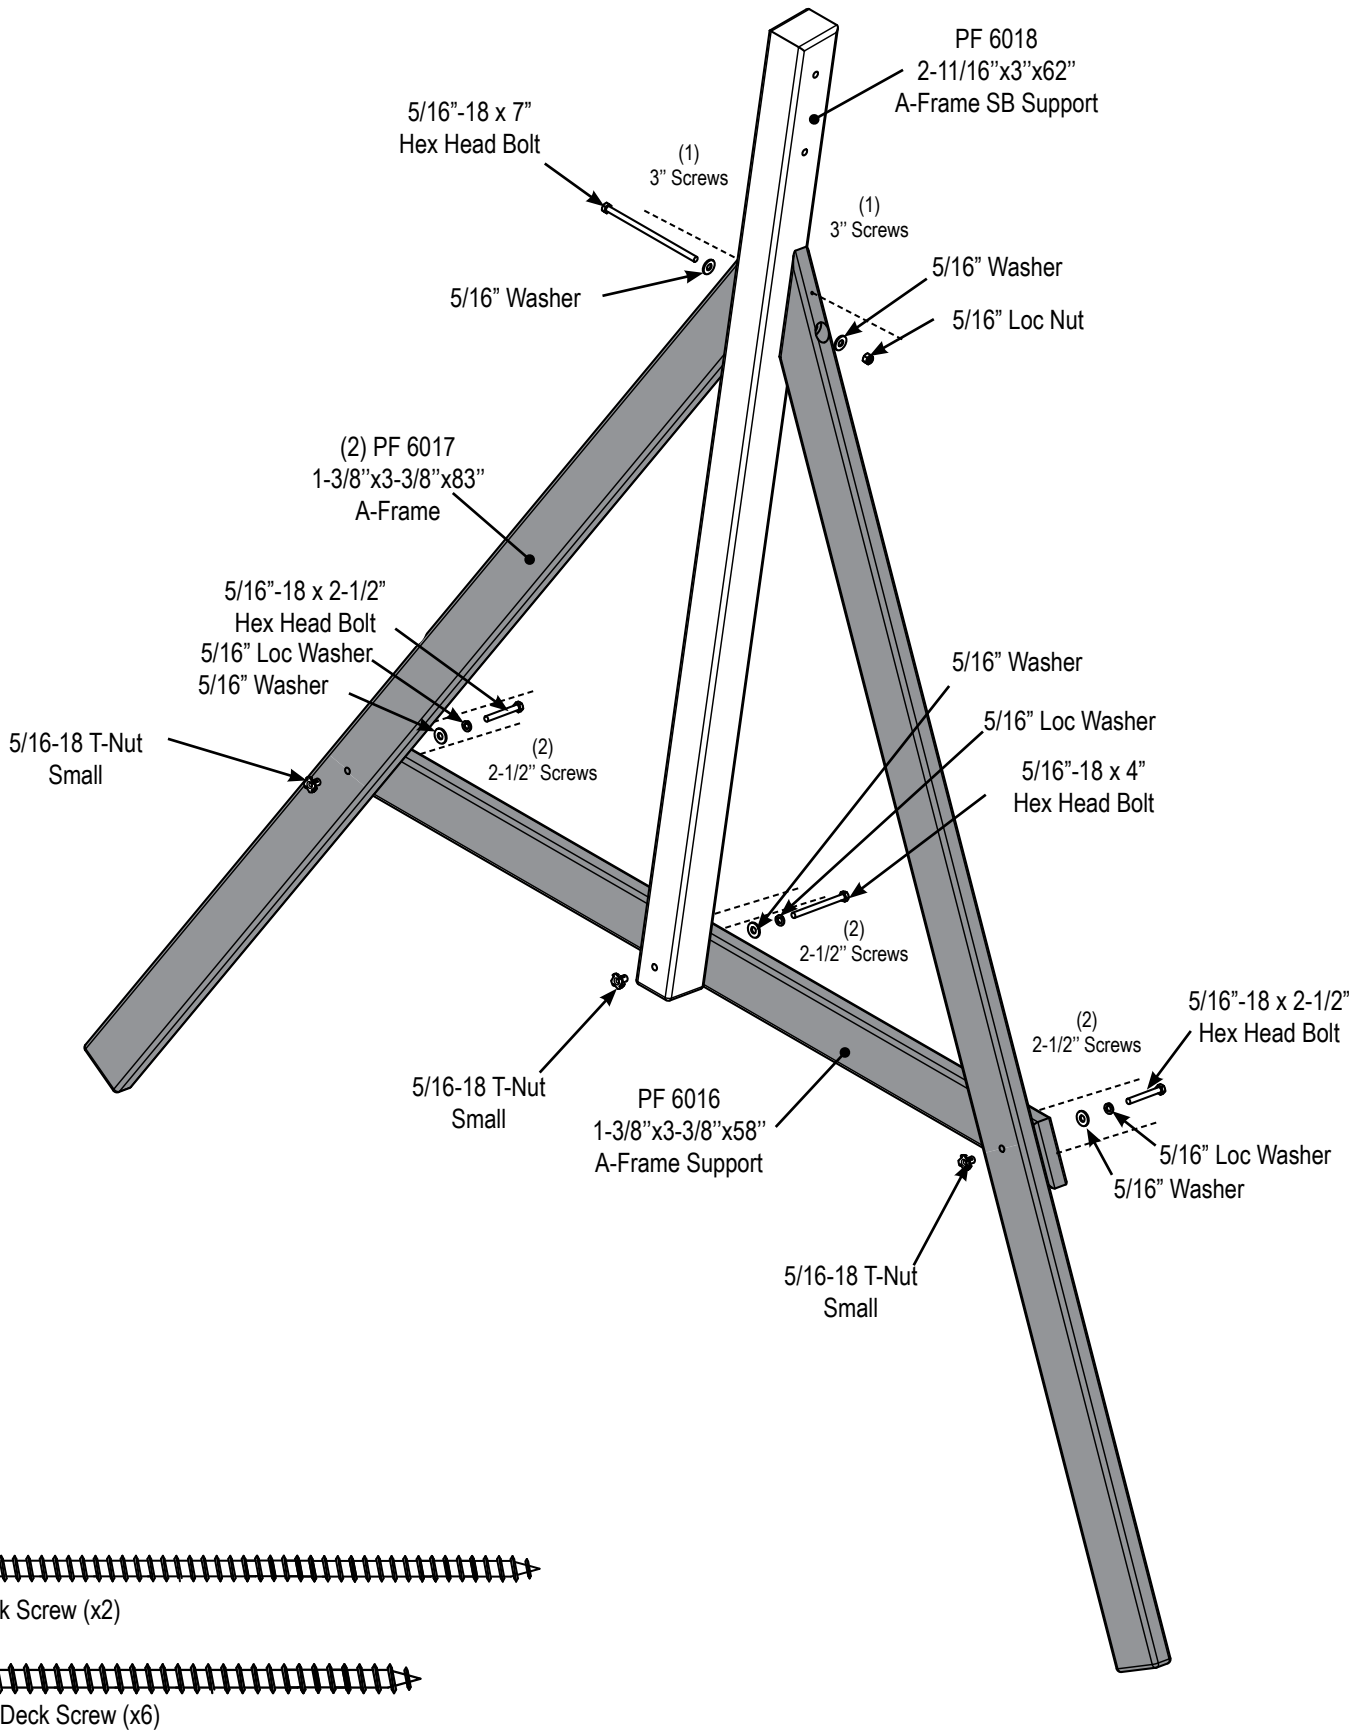 PF 6018
2-11/16’’x3’’x62’’
A-Frame SB Support
5/16”-18 x 7”
Hex Head Bolt
(1)
3’’ Screws
(1)
3’’ Screws
5/16” Washer
5/16” Washer
5/16” Loc Nut
(2) PF 6017
1-3/8’’x3-3/8’’x83’’
A-Frame
5/16”-18 x 2-1/2”
Hex Head Bolt
5/16” Loc Washer
5/16” Washer
5/16-18 T-Nut
Small
(2)
2-1/2’’ Screws
5/16” Washer
5/16” Loc Washer
5/16”-18 x 4”
Hex Head Bolt
(2)
2-1/2’’ Screws
5/16”-18 x 2-1/2”
Hex Head Bolt
(2)
2-1/2’’ Screws
5/16-18 T-Nut
Small
PF 6016
1-3/8’’x3-3/8’’x58’’
A-Frame Support
5/16” Loc Washer
5/16” Washer
5/16-18 T-Nut
Small
k Screw (x2)
Deck Screw (x6)